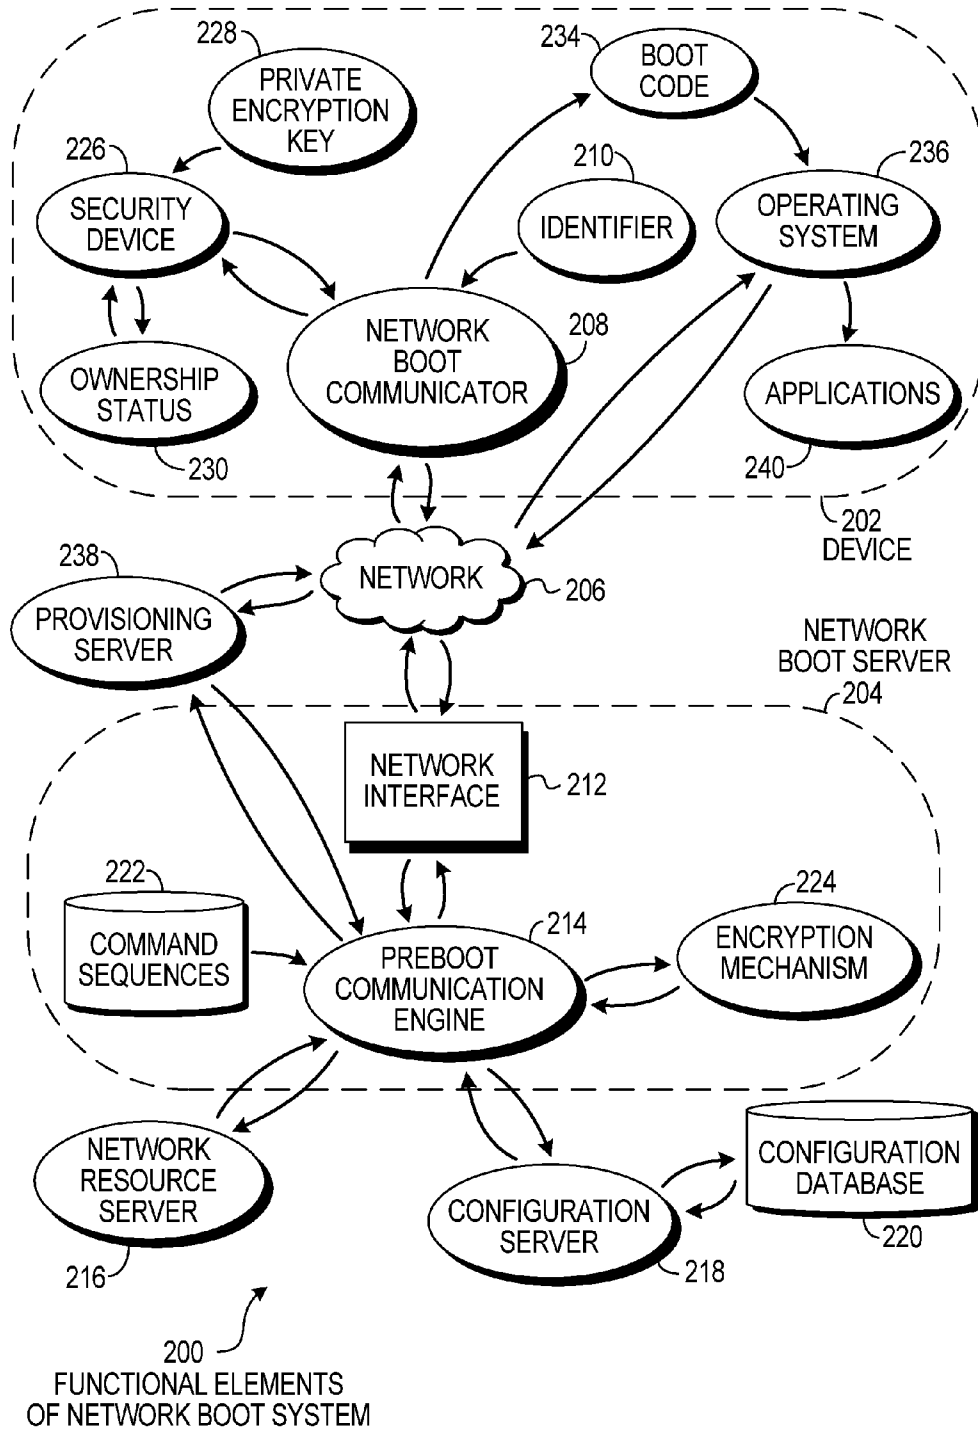 228
PRIVATE
ENCRYPTION
KEY
234
BOOT
CODE
226
SECURITY
DEVICE
210
IDENTIFIER
236
OPERATING
SYSTEM
NETWORK
BOOT
COMMUNICATOR
208
OWNERSHIP
STATUS
230
APPLICATIONS
240
202
DEVICE
238
PROVISIONING
SERVER
NETWORK
206
NETWORK
BOOT SERVER
204
NETWORK
INTERFACE
212
222
COMMAND
SEQUENCES
214
PREBOOT
COMMUNICATION
ENGINE
224
ENCRYPTION
MECHANISM
NETWORK
RESOURCE
SERVER
216
CONFIGURATION
SERVER
218
CONFIGURATION
DATABASE
220
200
FUNCTIONAL ELEMENTS
OF NETWORK BOOT SYSTEM